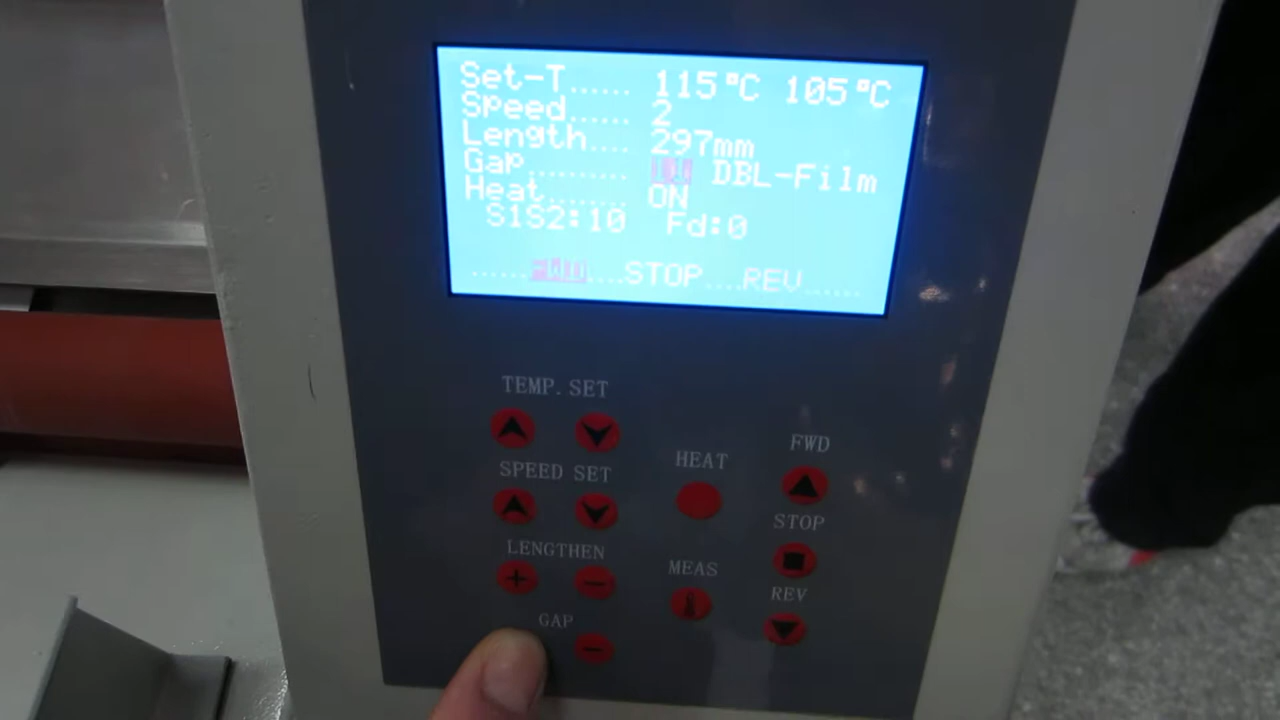 Set-T...... 115°C 105°C
Speed...... 2
Length.... 297mm
Gap......... DBL-Film
Heat........ ON
S1S2:10 Fd:0
......FWD....STOP....REV......
TEMP. SET
SPEED SET
HEAT
FWD
STOP
LENGTHEN
+ −
MEAS
REV
GAP
−